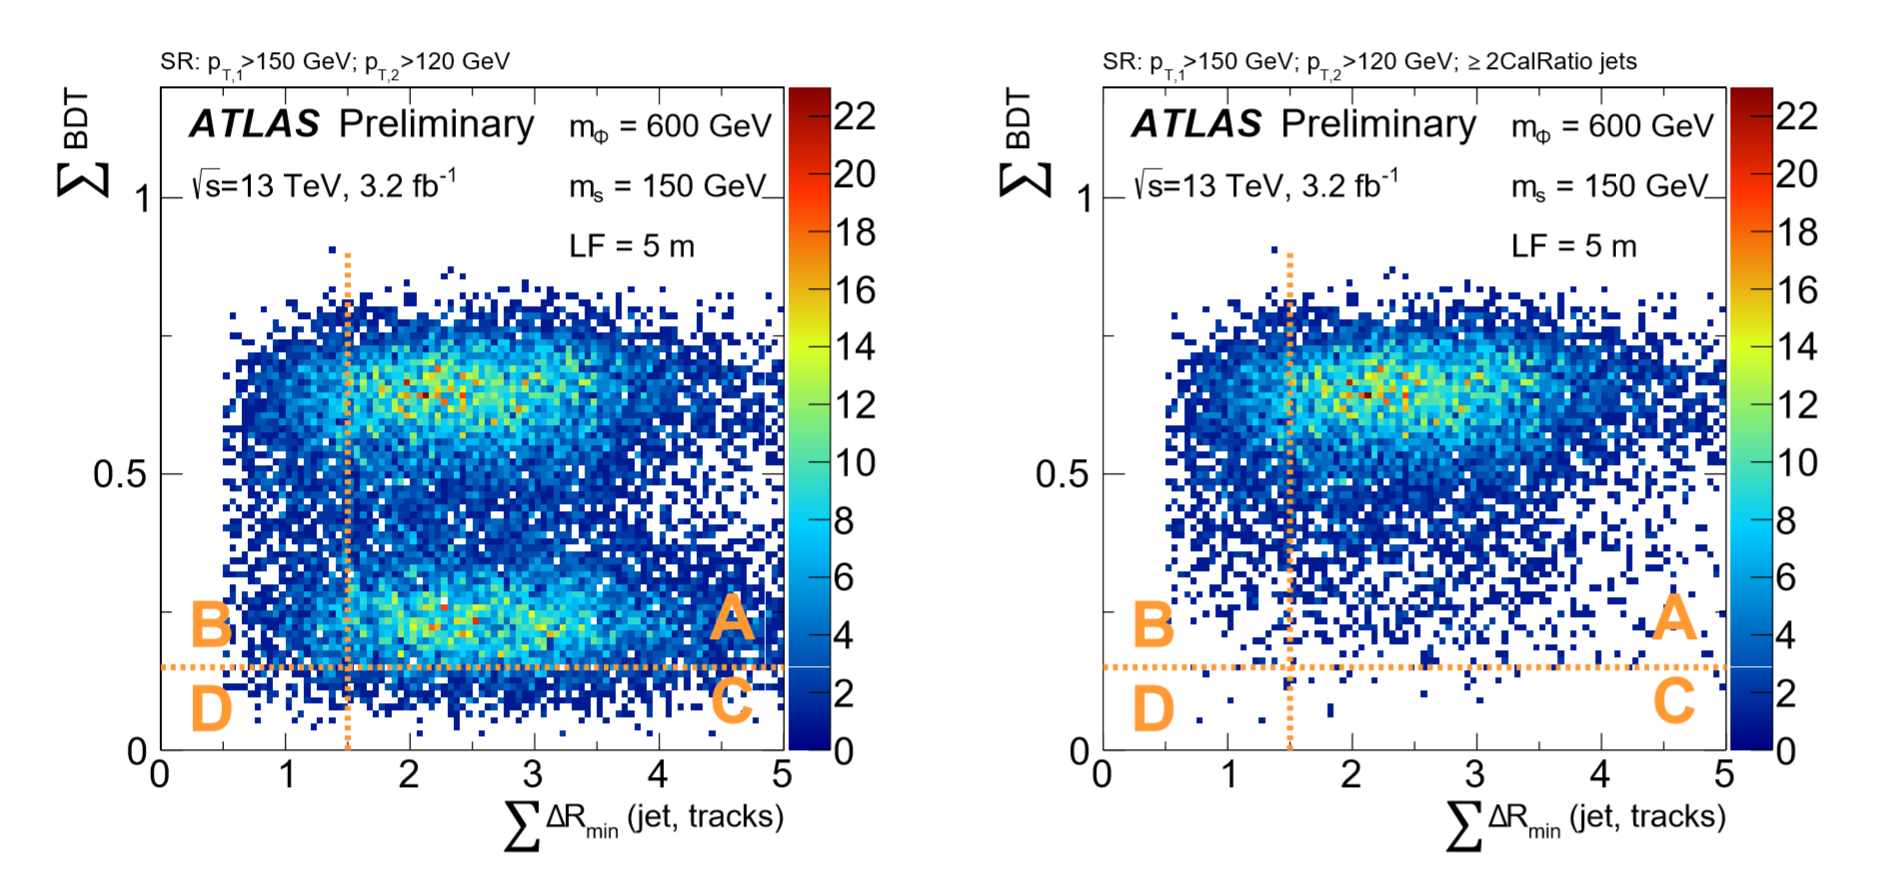 SR: pT,1>150 GeV; pT,2>120 GeV
∑ BDT
ATLAS Preliminary
mΦ = 600 GeV
√s=13 TeV, 3.2 fb-1
ms = 150 GeV
LF = 5 m
1
0.5
0
B
A
D
C
0 1 2 3 4 5
∑ ΔRmin (jet, tracks)
22
20
18
16
14
12
10
8
6
4
2
0
SR: pT,1>150 GeV; pT,2>120 GeV; ≥ 2CalRatio jets
∑ BDT
ATLAS Preliminary
mΦ = 600 GeV
√s=13 TeV, 3.2 fb-1
ms = 150 GeV
LF = 5 m
1
0.5
0
B
A
D
C
0 1 2 3 4 5
∑ ΔRmin (jet, tracks)
22
20
18
16
14
12
10
8
6
4
2
0